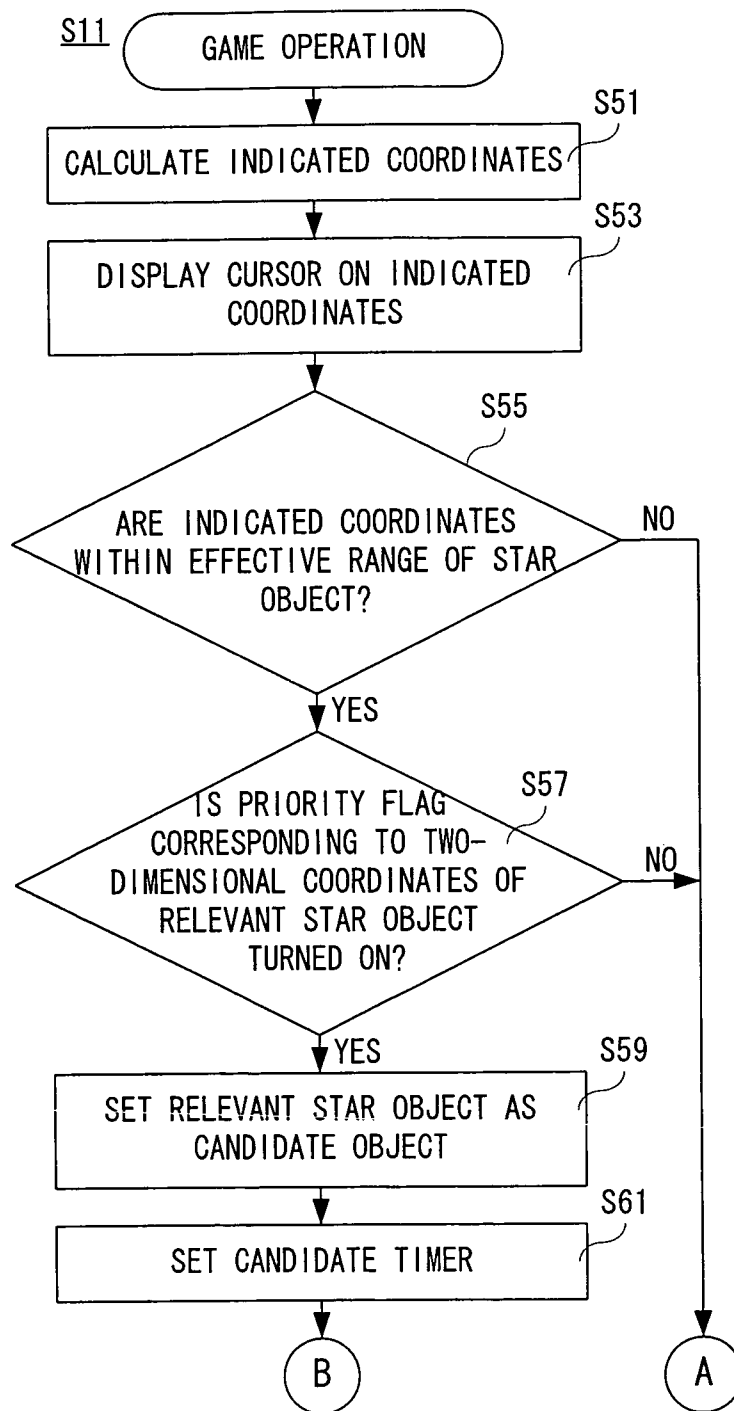 S11
GAME OPERATION
S51
CALCULATE INDICATED COORDINATES
S53
DISPLAY CURSOR ON INDICATED
COORDINATES
S55
ARE INDICATED COORDINATES
WITHIN EFFECTIVE RANGE OF STAR
OBJECT?
NO
YES
IS PRIORITY FLAG
S57
CORRESPONDING TO TWO-
DIMENSIONAL COORDINATES OF
RELEVANT STAR OBJECT
TURNED ON?
NO
YES
S59
SET RELEVANT STAR OBJECT AS
CANDIDATE OBJECT
S61
SET CANDIDATE TIMER
B
A